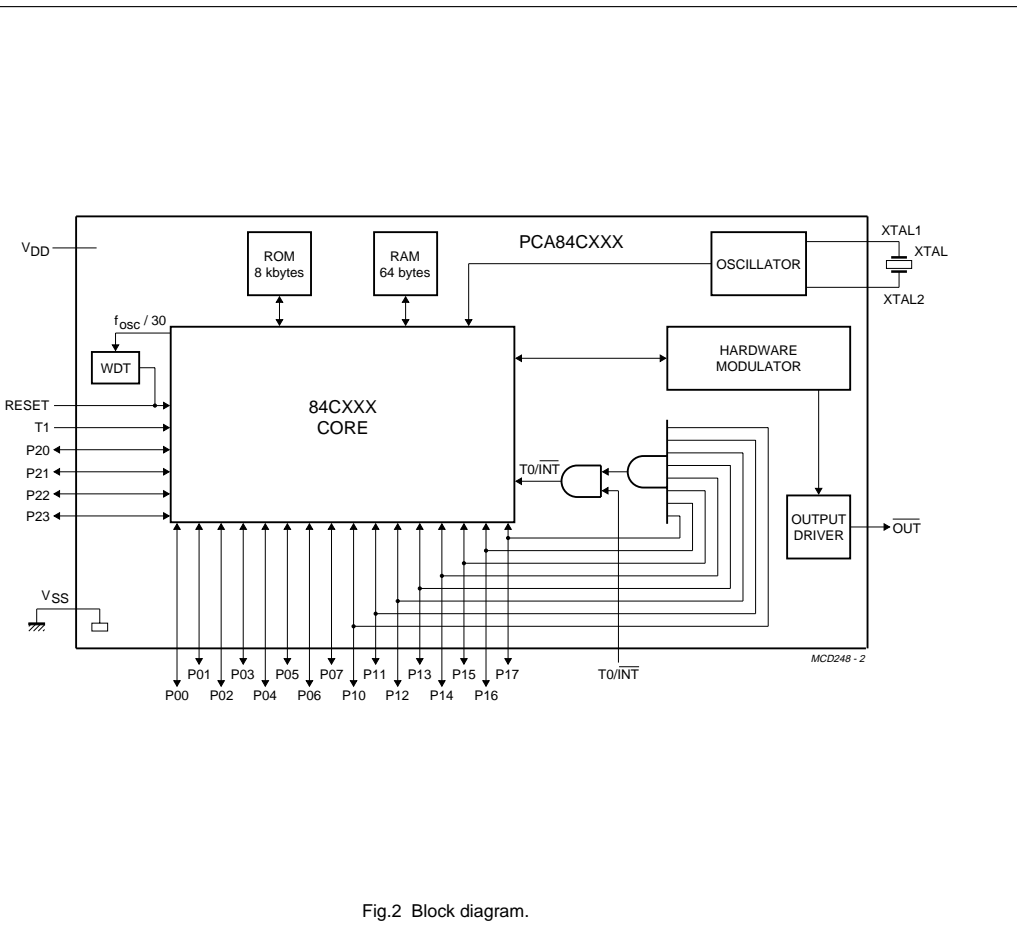 PCA84CXXX
VDD
ROM
8 kbytes
RAM
64 bytes
OSCILLATOR
XTAL1
XTAL
XTAL2
fosc / 30
WDT
HARDWARE
MODULATOR
RESET
T1
P20
P21
P22
P23
84CXXX
CORE
T0/INT
OUTPUT
DRIVER
OUT
VSS
MCD248 - 2
P01 P03 P05 P07 P11 P13 P15 P17
T0/INT
P00 P02 P04 P06 P10 P12 P14 P16
Fig.2 Block diagram.